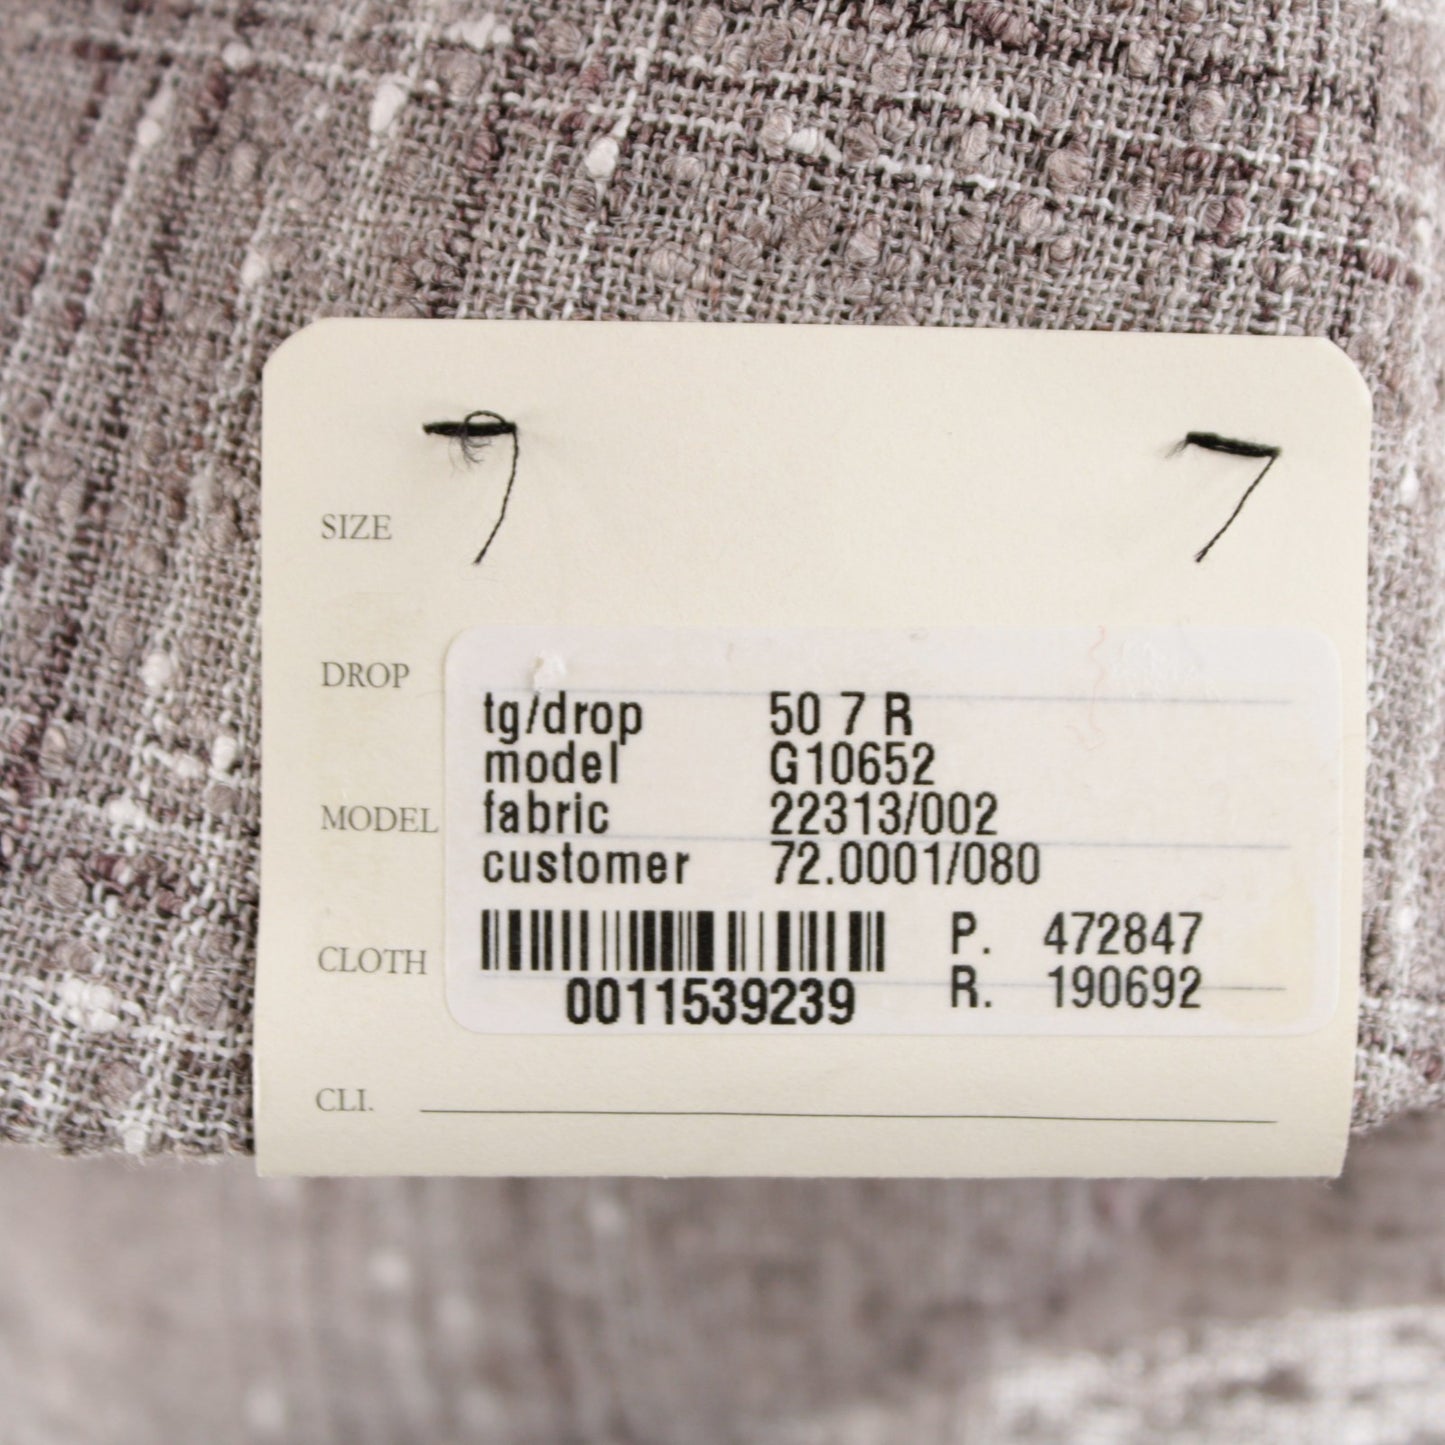 SIZE
DROP
tg/drop 50 7 R
model G10652
MODEL
fabric 22313/002
customer 72.0001/080
CLOTH
P. 472847
0011539239
R. 190692
CLI.